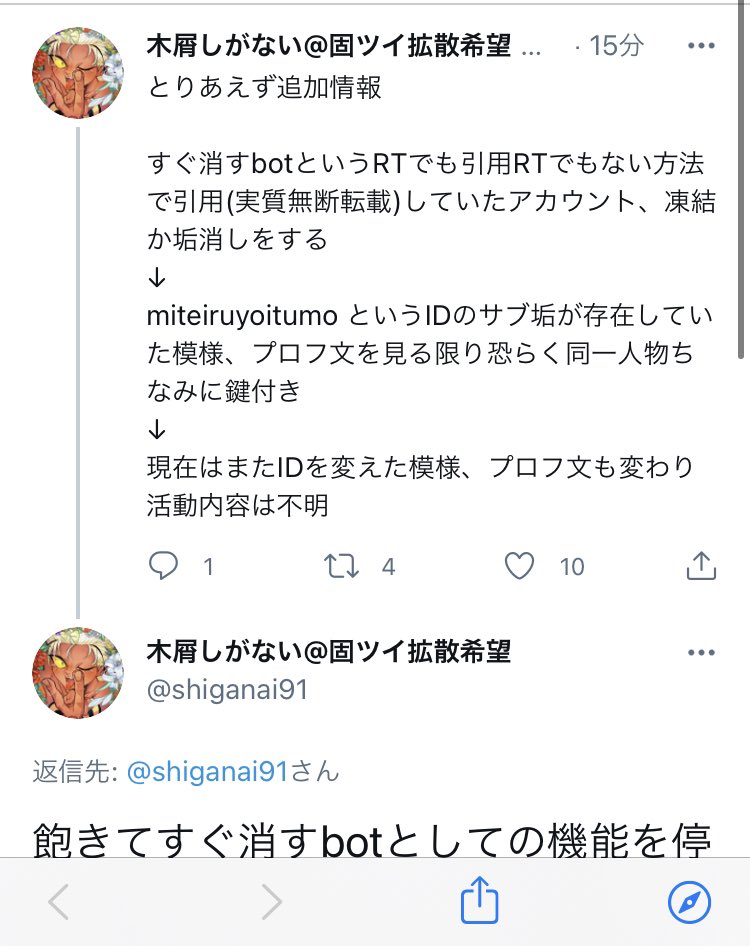 木屑しがない@固ツイ拡散希望 ... · 15分
とりあえず追加情報
すぐ消すbotというRTでも引用RTでもない方法
で引用(実質無断転載)していたアカウント、凍結
か垢消しをする
↓
miteiruyoitumo というIDのサブ垢が存在してい
た模様、プロフ文を見る限り恐らく同一人物ち
なみに鍵付き
↓
現在はまたIDを変えた模様、プロフ文も変わり
活動内容は不明
1 4 10
木屑しがない@固ツイ拡散希望
@shiganai91
返信先: @shiganai91さん
飽きてすぐ消すbotとしての機能を停